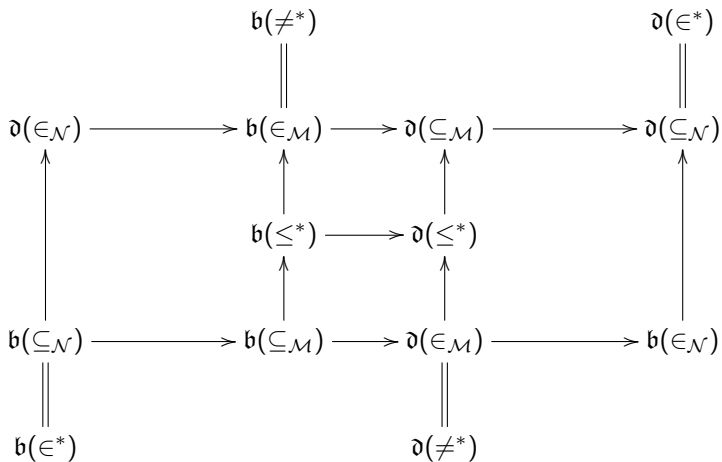 𝔟(≠*) 𝔡(∈*)
𝔡(∈𝒩) 𝔟(∈ℳ) 𝔡(⊆ℳ) 𝔡(⊆𝒩)
𝔟(≤*) 𝔡(≤*)
𝔟(⊆𝒩) 𝔟(⊆ℳ) 𝔡(∈ℳ) 𝔟(∈𝒩)
𝔟(∈*) 𝔡(≠*)